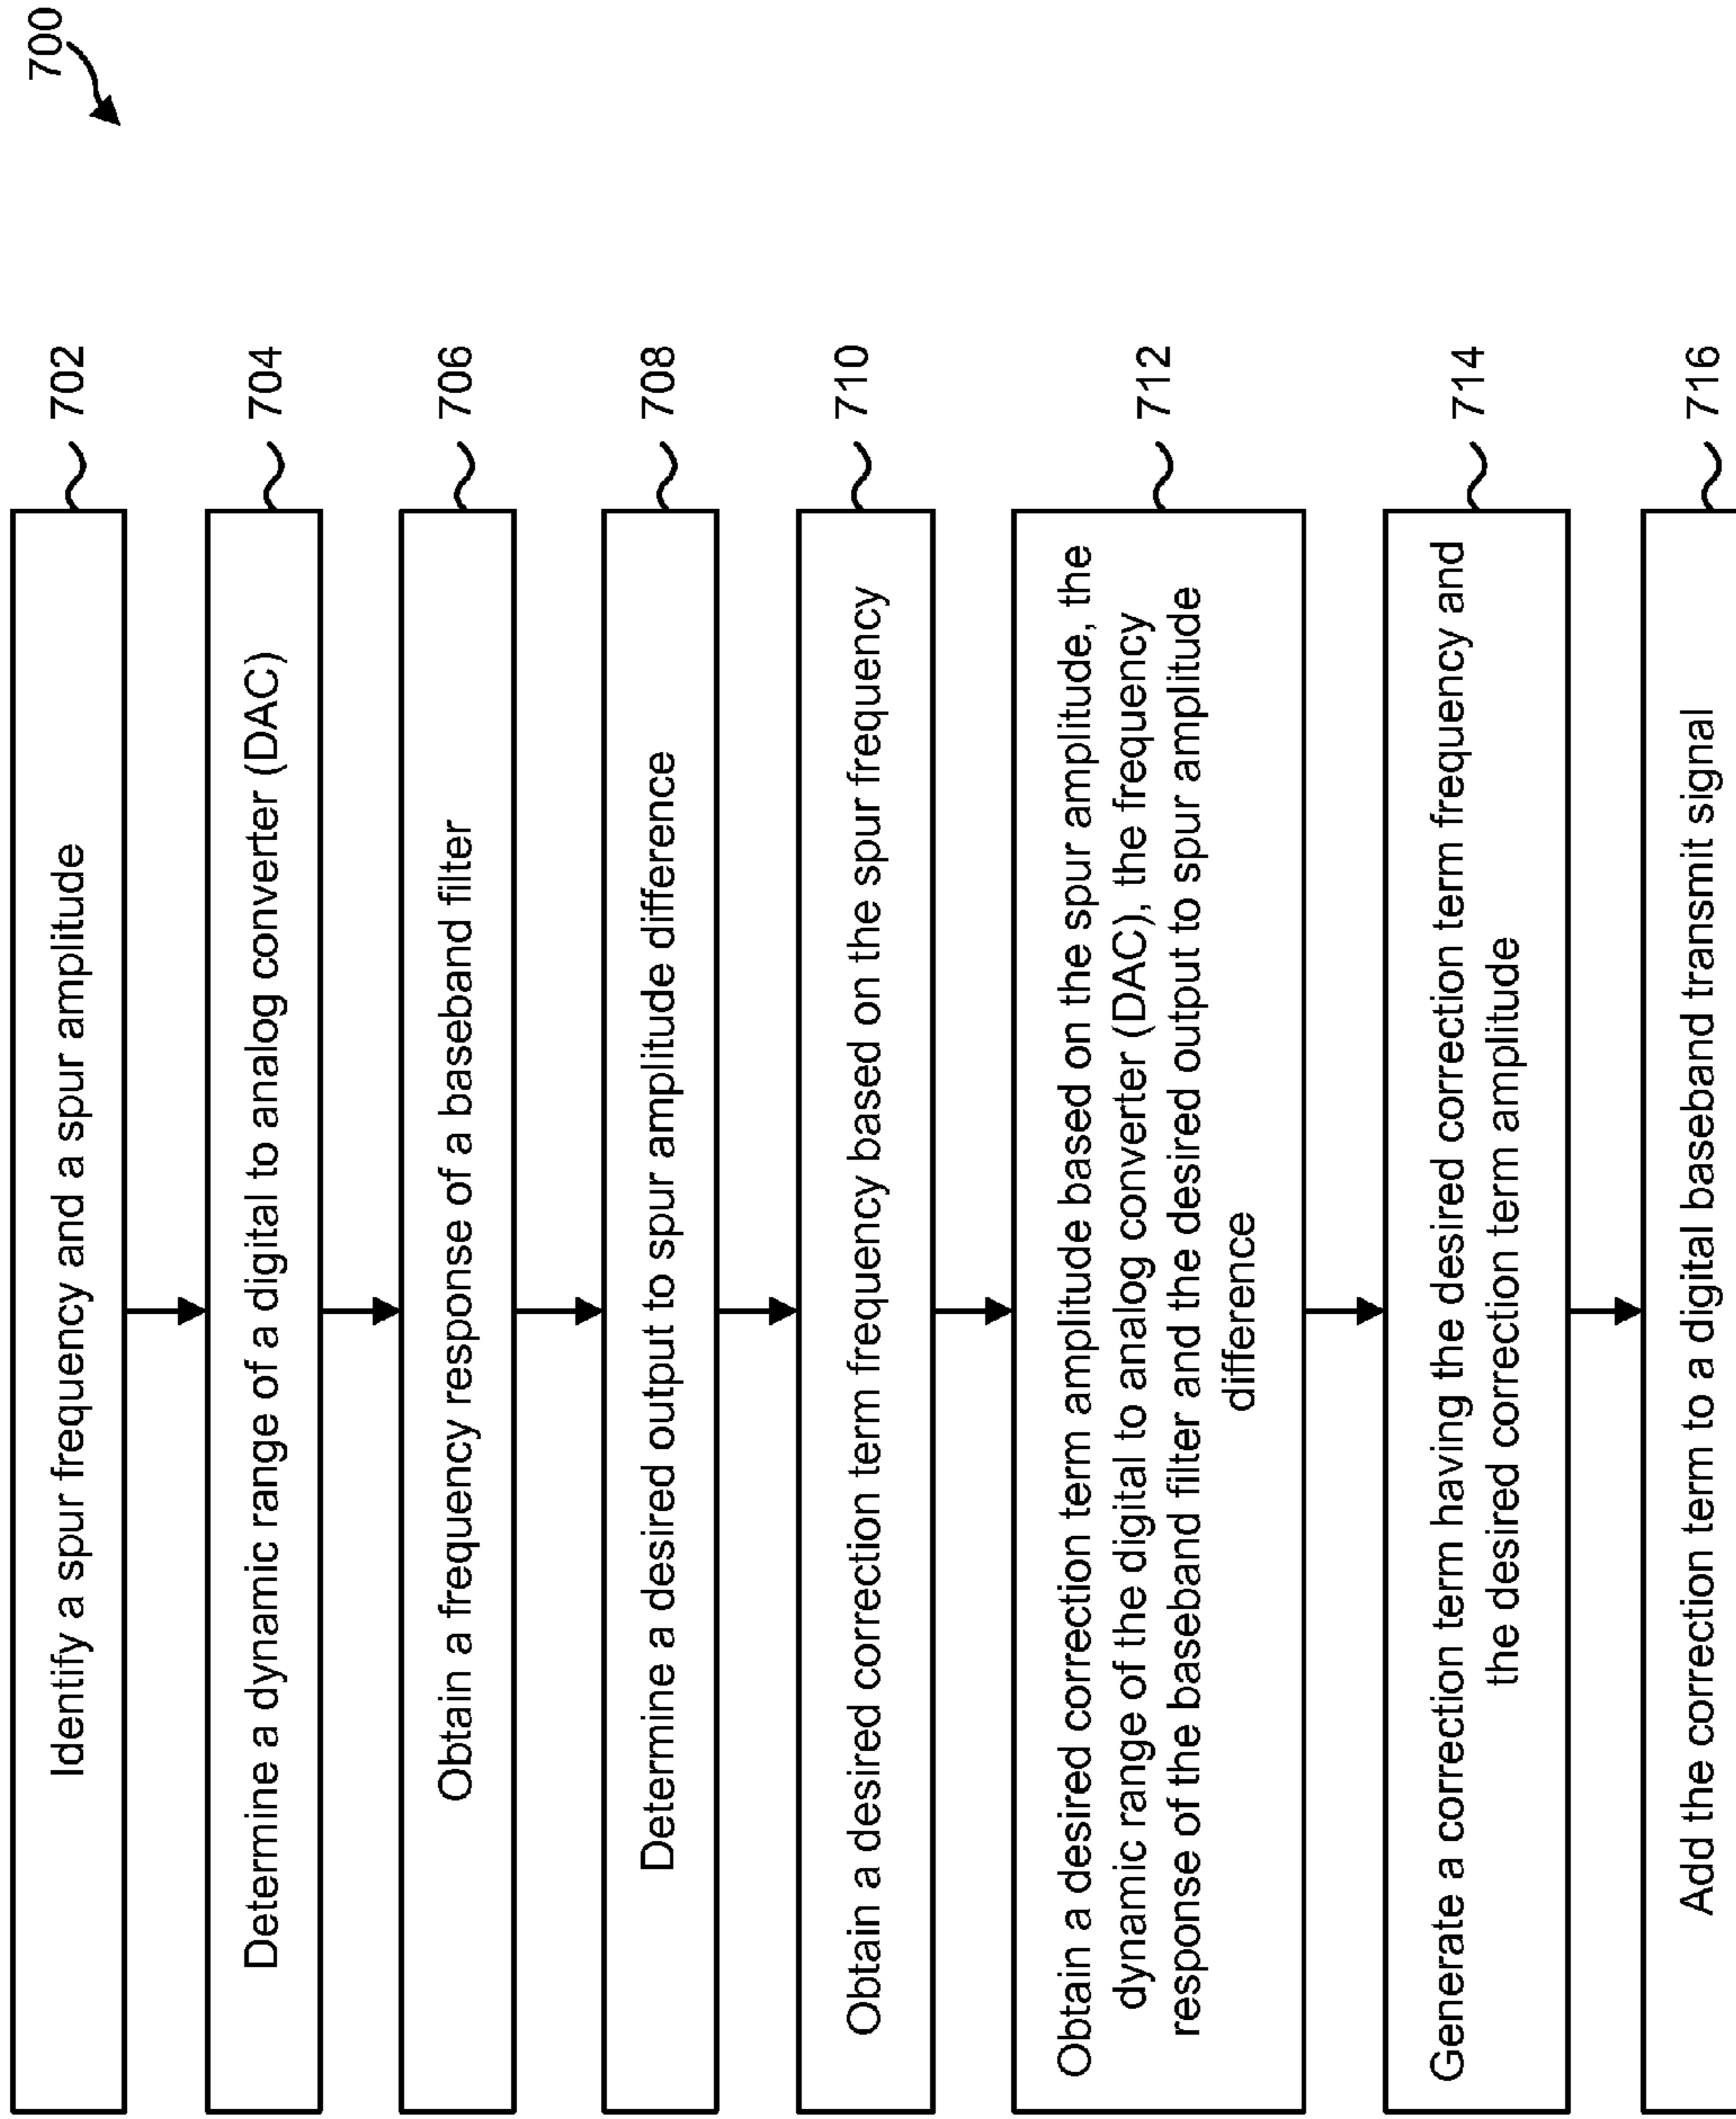 700
Identify a spur frequency and a spur amplitude
702
Determine a dynamic range of a digital to analog converter (DAC)
704
Obtain a frequency response of a baseband filter
706
Determine a desired output to spur amplitude difference
708
Obtain a desired correction term frequency based on the spur frequency
710
Obtain a desired correction term amplitude based on the spur amplitude, the
dynamic range of the digital to analog converter (DAC), the frequency
response of the baseband filter and the desired output to spur amplitude
difference
712
Generate a correction term having the desired correction term frequency and
the desired correction term amplitude
714
Add the correction term to a digital baseband transmit signal
716